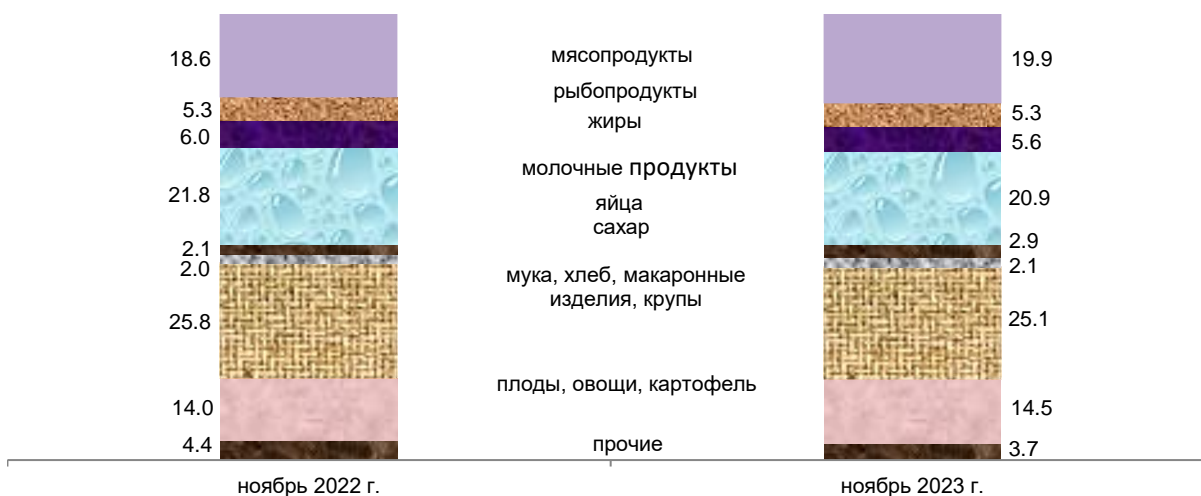 18.6 мясопродукты 19.9
5.3 рыбопродукты 5.3
6.0 жиры 5.6
21.8 молочные продукты 20.9
2.1 яйца 2.9
2.0 сахар 2.1
25.8 мука, хлеб, макаронные 25.1
изделия, крупы
14.0 плоды, овощи, картофель 14.5
4.4 прочие 3.7
ноябрь 2022 г. ноябрь 2023 г.